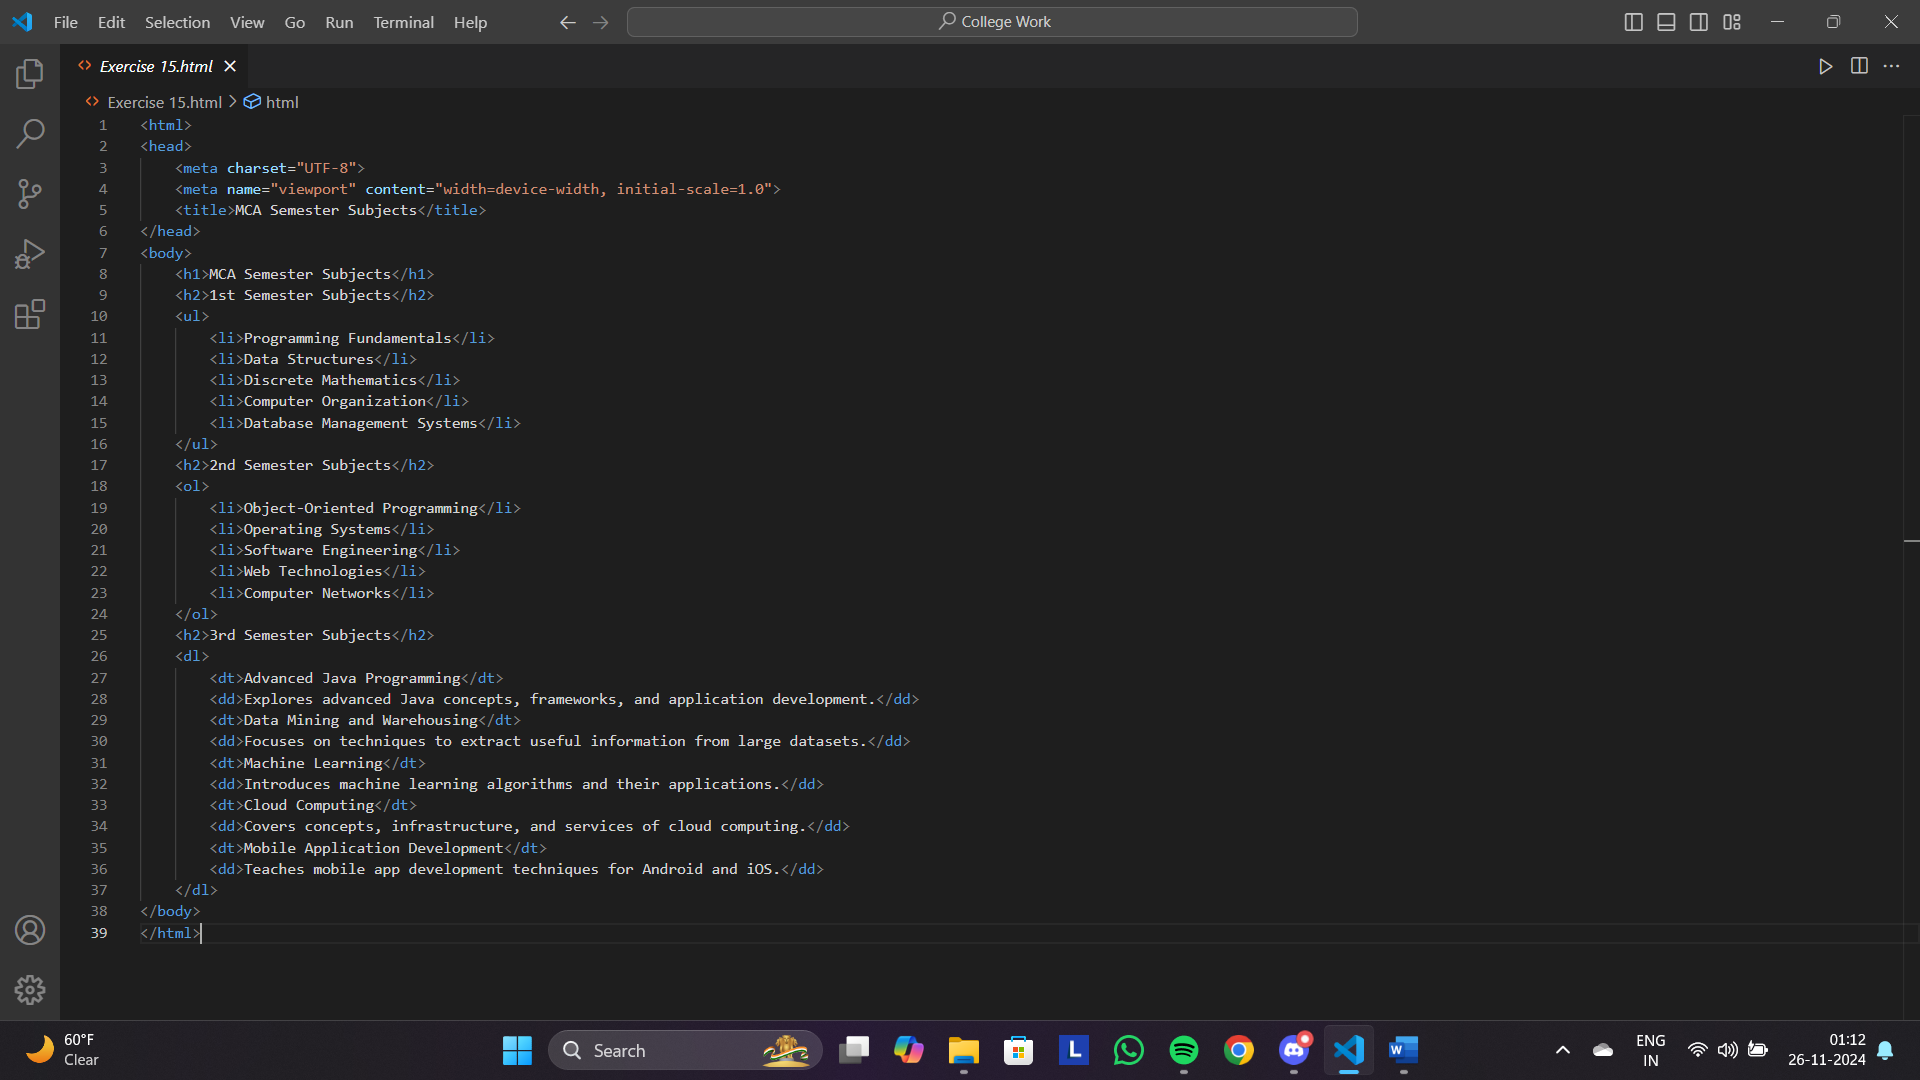 File Edit Selection View Go Run Terminal Help College Work
Exercise 15.html
Exercise 15.html > html
1 <html>
2 <head>
3 <meta charset="UTF-8">
4 <meta name="viewport" content="width=device-width, initial-scale=1.0">
5 <title>MCA Semester Subjects</title>
6 </head>
7 <body>
8 <h1>MCA Semester Subjects</h1>
9 <h2>1st Semester Subjects</h2>
10 <ul>
11 <li>Programming Fundamentals</li>
12 <li>Data Structures</li>
13 <li>Discrete Mathematics</li>
14 <li>Computer Organization</li>
15 <li>Database Management Systems</li>
16 </ul>
17 <h2>2nd Semester Subjects</h2>
18 <ol>
19 <li>Object-Oriented Programming</li>
20 <li>Operating Systems</li>
21 <li>Software Engineering</li>
22 <li>Web Technologies</li>
23 <li>Computer Networks</li>
24 </ol>
25 <h2>3rd Semester Subjects</h2>
26 <dl>
27 <dt>Advanced Java Programming</dt>
28 <dd>Explores advanced Java concepts, frameworks, and application development.</dd>
29 <dt>Data Mining and Warehousing</dt>
30 <dd>Focuses on techniques to extract useful information from large datasets.</dd>
31 <dt>Machine Learning</dt>
32 <dd>Introduces machine learning algorithms and their applications.</dd>
33 <dt>Cloud Computing</dt>
34 <dd>Covers concepts, infrastructure, and services of cloud computing.</dd>
35 <dt>Mobile Application Development</dt>
36 <dd>Teaches mobile app development techniques for Android and iOS.</dd>
37 </dl>
38 </body>
39 </html>
60°F
Clear
Search
L
W
ENG
IN
01:12
26-11-2024